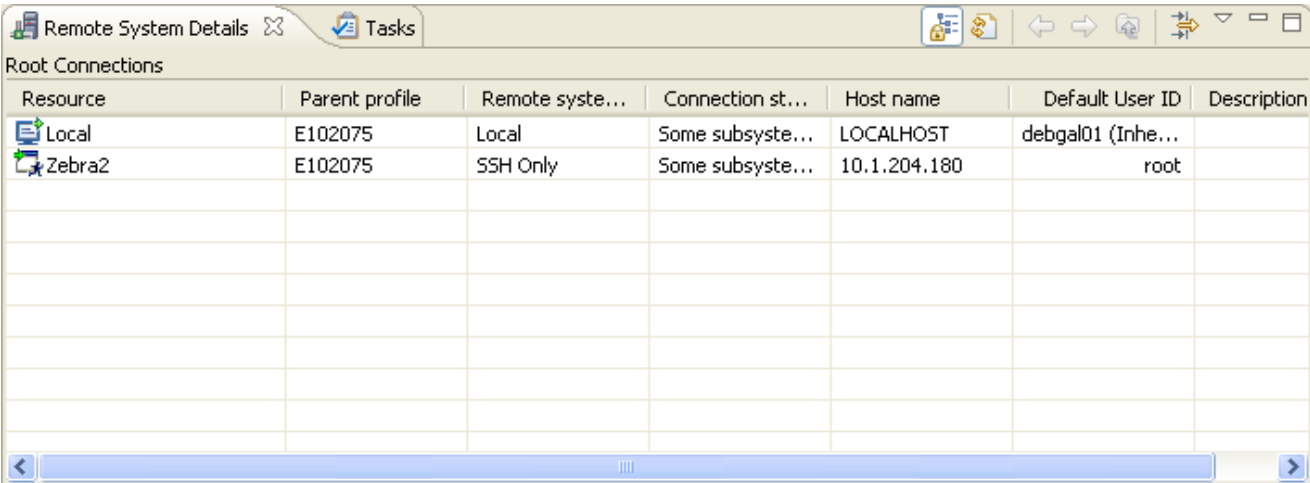 Remote System Details Tasks
Root Connections
Resource Parent profile Remote syste... Connection st... Host name Default User ID Description
Local E102075 Local Some subsyste... LOCALHOST debgal01 (Inhe...
Zebra2 E102075 SSH Only Some subsyste... 10.1.204.180 root